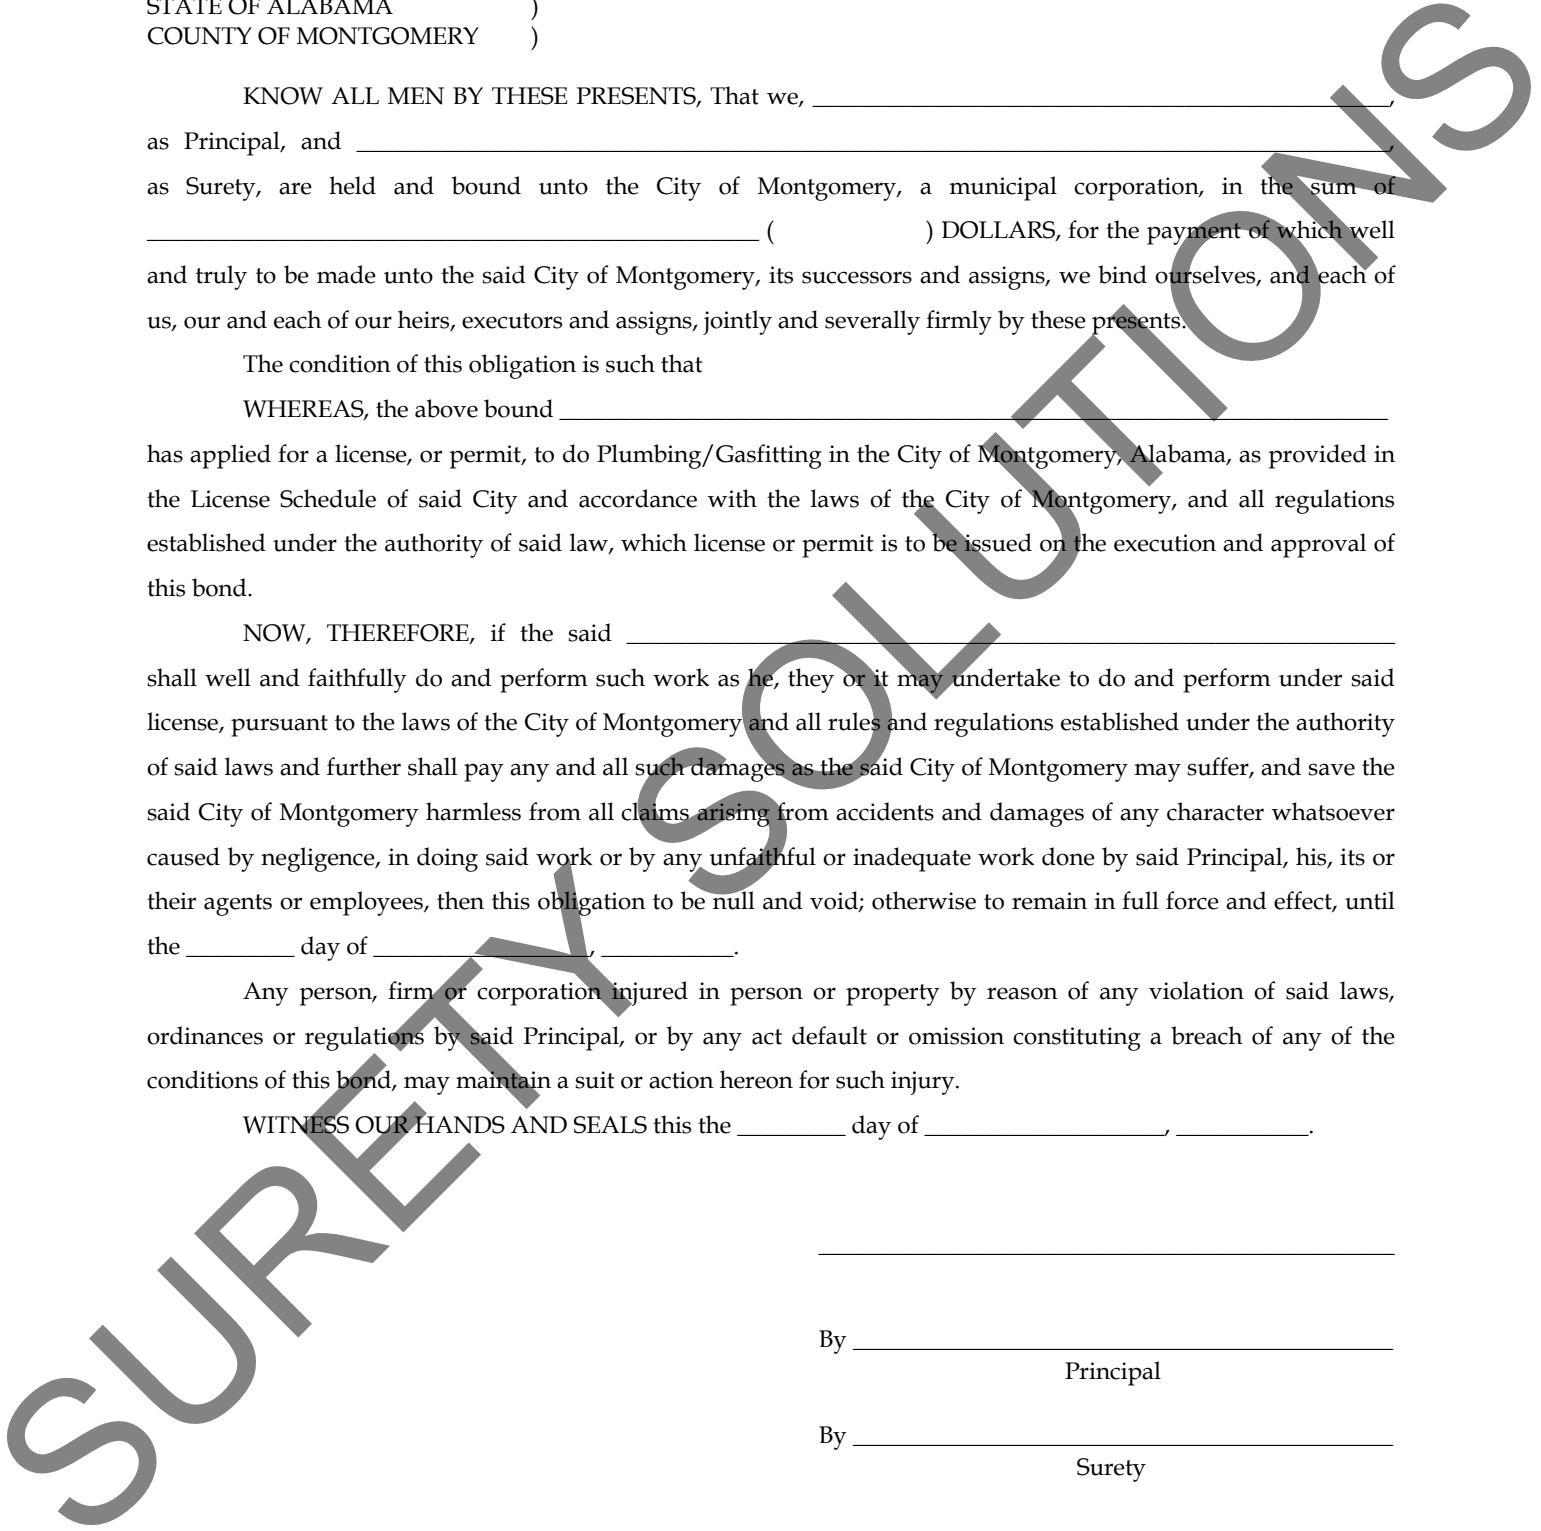 STATE OF ALABAMA )
COUNTY OF MONTGOMERY )
KNOW ALL MEN BY THESE PRESENTS, That we, ________________________________________________,
as Principal, and ______________________________________________________________________________________,
as Surety, are held and bound unto the City of Montgomery, a municipal corporation, in the sum of
___________________________________________________ ( ) DOLLARS, for the payment of which well
and truly to be made unto the said City of Montgomery, its successors and assigns, we bind ourselves, and each of
us, our and each of our heirs, executors and assigns, jointly and severally firmly by these presents.
The condition of this obligation is such that
WHEREAS, the above bound _____________________________________________________________________
has applied for a license, or permit, to do Plumbing/Gasfitting in the City of Montgomery, Alabama, as provided in
the License Schedule of said City and accordance with the laws of the City of Montgomery, and all regulations
established under the authority of said law, which license or permit is to be issued on the execution and approval of
this bond.
NOW, THEREFORE, if the said ________________________________________________________________
shall well and faithfully do and perform such work as he, they or it may undertake to do and perform under said
license, pursuant to the laws of the City of Montgomery and all rules and regulations established under the authority
of said laws and further shall pay any and all such damages as the said City of Montgomery may suffer, and save the
said City of Montgomery harmless from all claims arising from accidents and damages of any character whatsoever
caused by negligence, in doing said work or by any unfaithful or inadequate work done by said Principal, his, its or
their agents or employees, then this obligation to be null and void; otherwise to remain in full force and effect, until
the _________ day of __________________, ___________.
Any person, firm or corporation injured in person or property by reason of any violation of said laws,
ordinances or regulations by said Principal, or by any act default or omission constituting a breach of any of the
conditions of this bond, may maintain a suit or action hereon for such injury.
WITNESS OUR HANDS AND SEALS this the _________ day of ____________________, ___________.
________________________________________________
By _____________________________________________
Principal
By _____________________________________________
Surety
SURETY SOLUTIONS